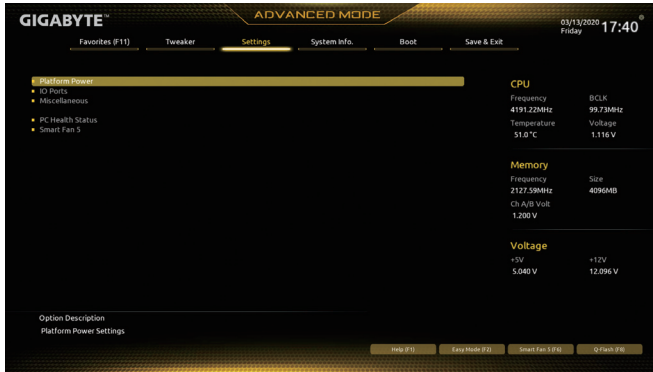 GIGABYTE™
ADVANCED MODE
03/13/2020 Friday 17:40
Favorites (F11) Tweaker Settings System Info. Boot Save & Exit
Platform Power
IO Ports
Miscellaneous
PC Health Status
Smart Fan 5
CPU
Frequency BCLK
4191.22MHz 99.73MHz
Temperature Voltage
51.0 °C 1.116 V
Memory
Frequency Size
2127.59MHz 4096MB
Ch A/B Volt
1.200 V
Voltage
+5V +12V
5.040 V 12.096 V
Option Description
Platform Power Settings
Help (F1) Easy Mode (F2) Smart Fan 5 (F6) Q-Flash (F8)